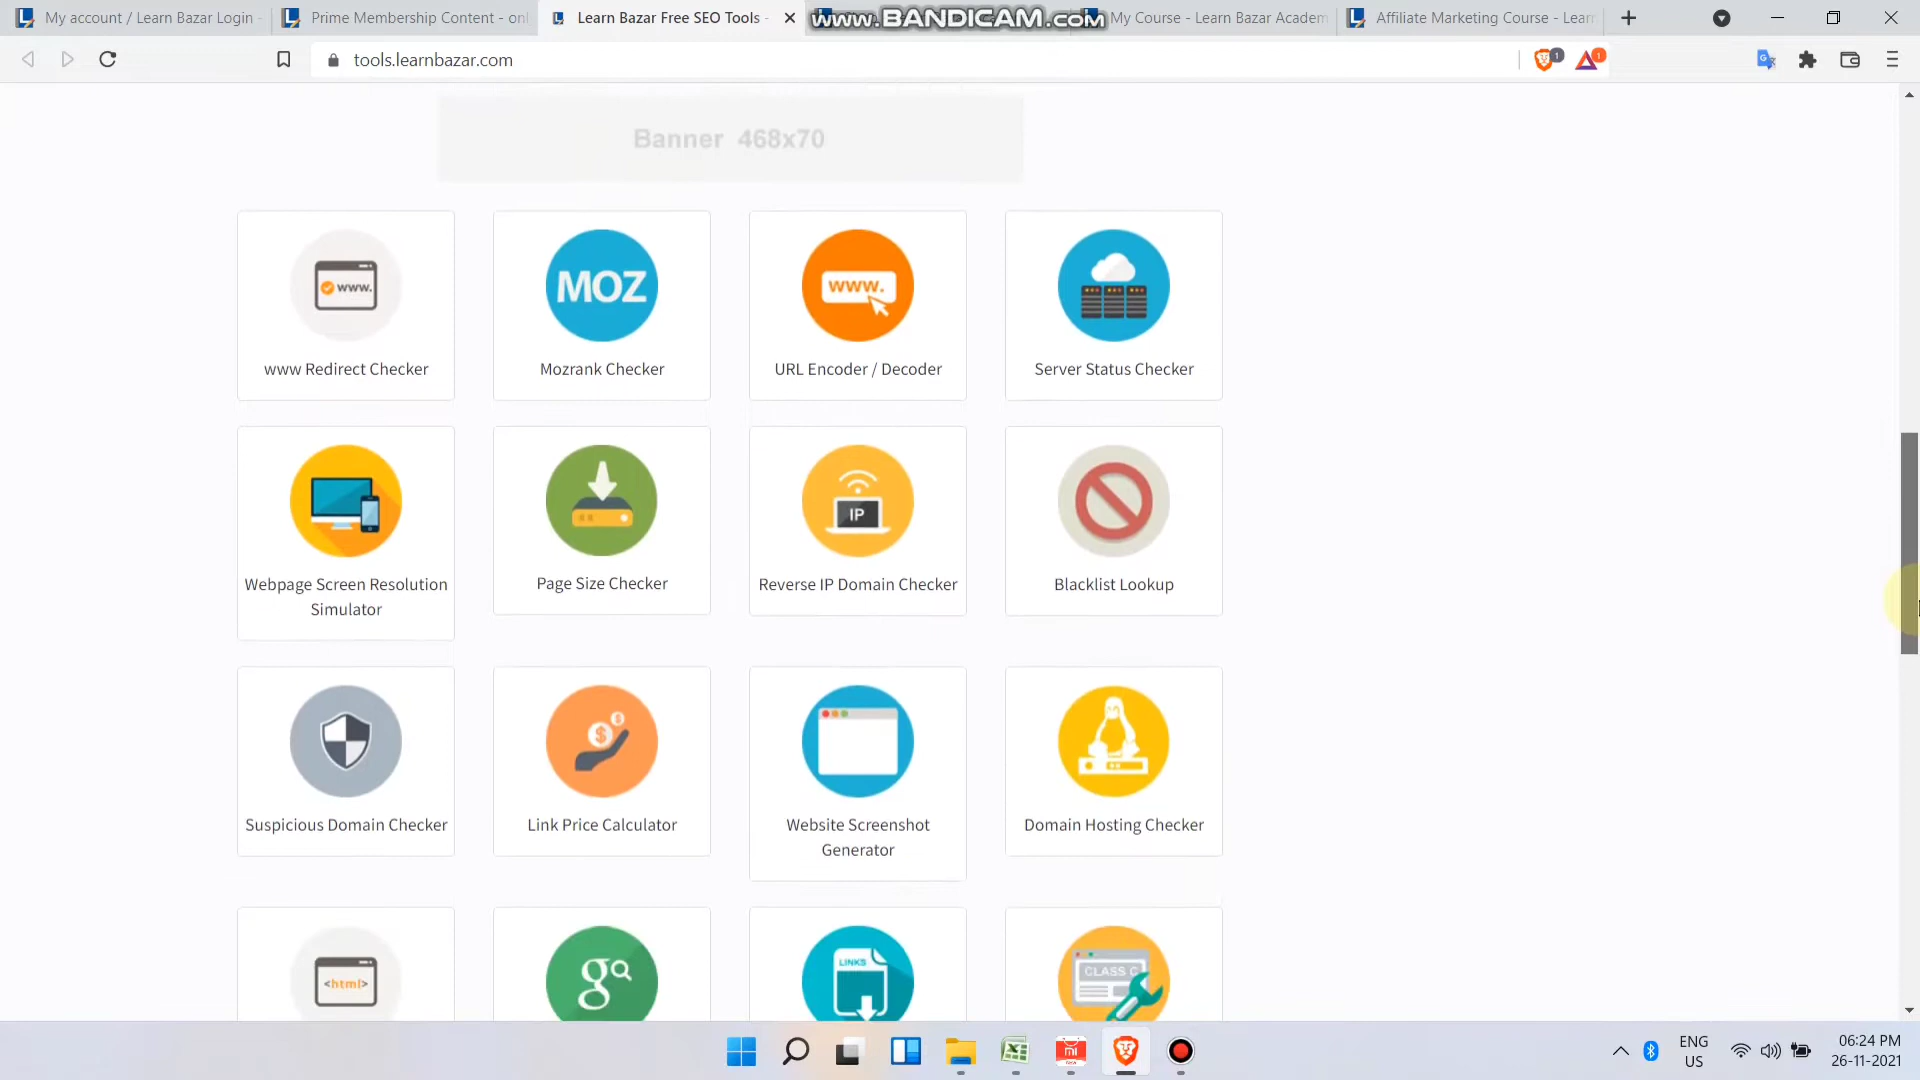 My account / Learn Bazar Login -
Prime Membership Content - onl
Learn Bazar Free SEO Tools -
www.BANDICAM.com
My Course - Learn Bazar Academ
Affiliate Marketing Course - Lear
tools.learnbazar.com
1
1
Banner 468x70
www.
MOZ
www.
www Redirect Checker
Mozrank Checker
URL Encoder / Decoder
Server Status Checker
IP
Webpage Screen Resolution
Simulator
Page Size Checker
Reverse IP Domain Checker
Blacklist Lookup
Suspicious Domain Checker
Link Price Calculator
Website Screenshot
Generator
Domain Hosting Checker
<html>
g
LINKS
CLASS C
ENG
US
06:24 PM
26-11-2021